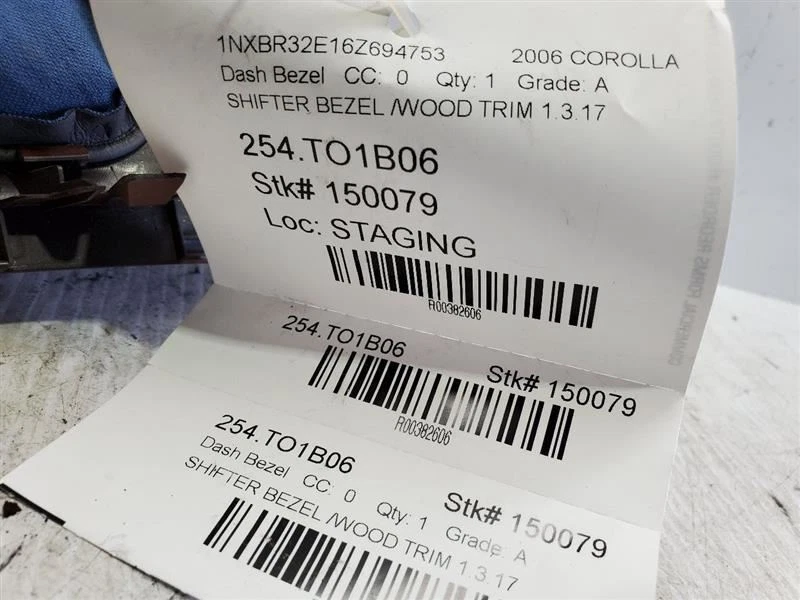 1NXBR32E16Z694753 2006 COROLLA
Dash Bezel CC: 0 Qty: 1 Grade: A
SHIFTER BEZEL /WOOD TRIM 1.3.17
254.TO1B06
Stk# 150079
Loc: STAGING
R00382606
254.TO1B06 Stk# 150079
R00382606
254.TO1B06 Stk# 150079
Dash Bezel CC: 0 Qty: 1 Grade: A
SHIFTER BEZEL /WOOD TRIM 1.3.17